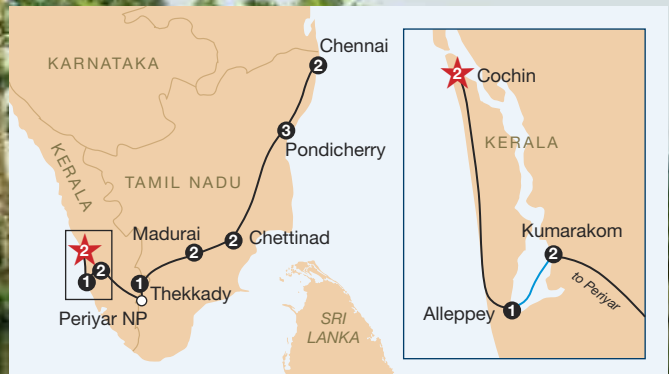 Chennai
2
KARNATAKA
3
Pondicherry
KERALA
TAMIL NADU
Madurai
2
2
Chettinad
2
2
1
1
Thekkady
Periyar NP
SRI
LANKA
2
Cochin
KERALA
Kumarakom
2
to Periyar
Alleppey
1